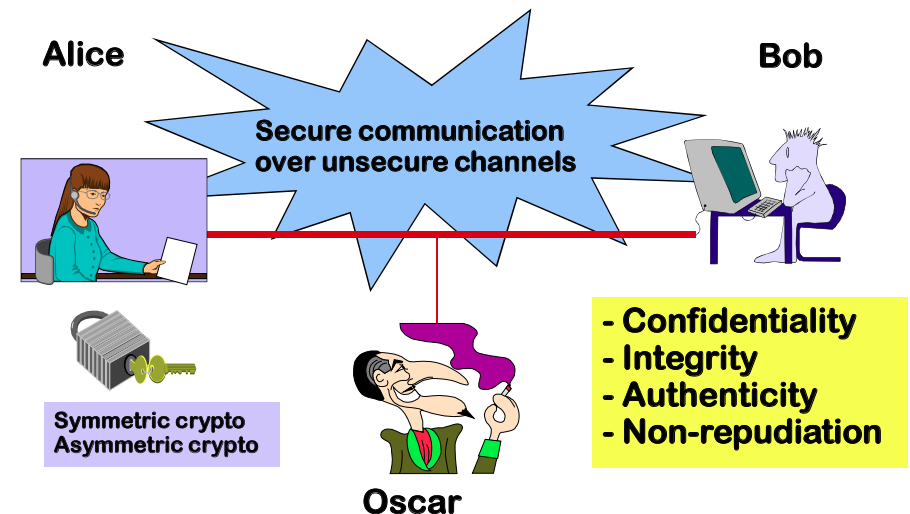 Alice
Bob
Secure communication
over unsecure channels
- Confidentiality
- Integrity
- Authenticity
- Non-repudiation
Symmetric crypto
Asymmetric crypto
Oscar